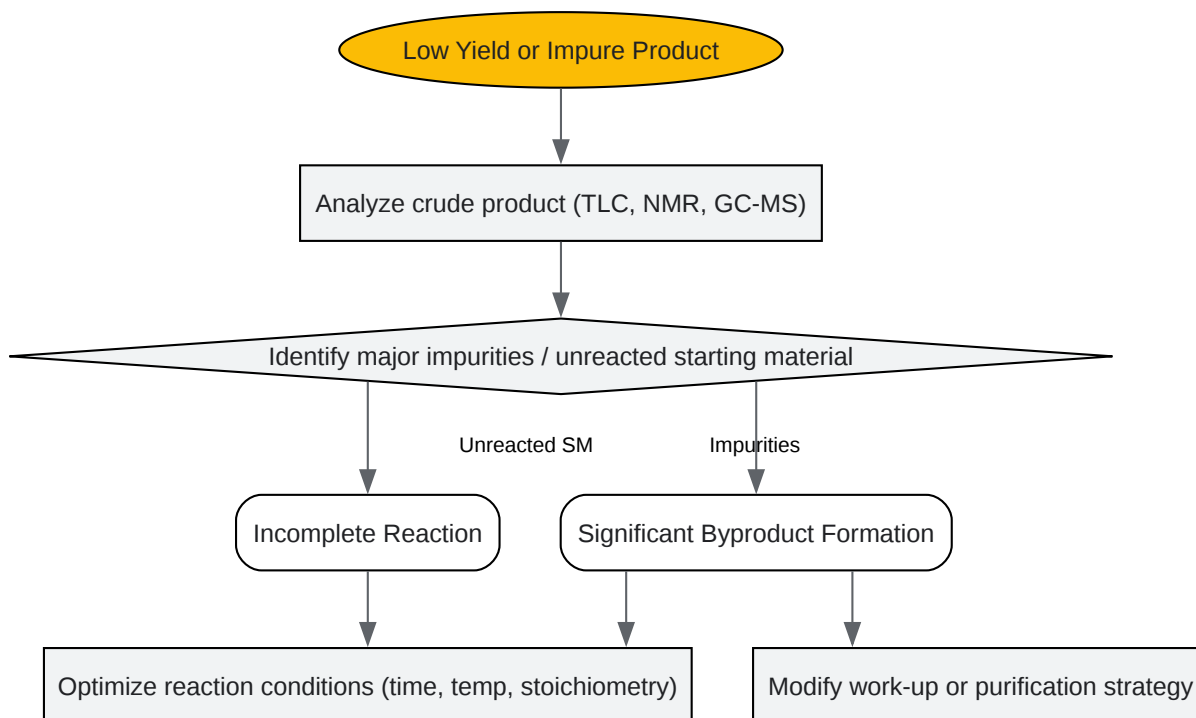 Low Yield or Impure Product
Analyze crude product (TLC, NMR, GC-MS)
Identify major impurities / unreacted starting material
Unreacted SM
Impurities
Incomplete Reaction
Significant Byproduct Formation
Optimize reaction conditions (time, temp, stoichiometry)
Modify work-up or purification strategy